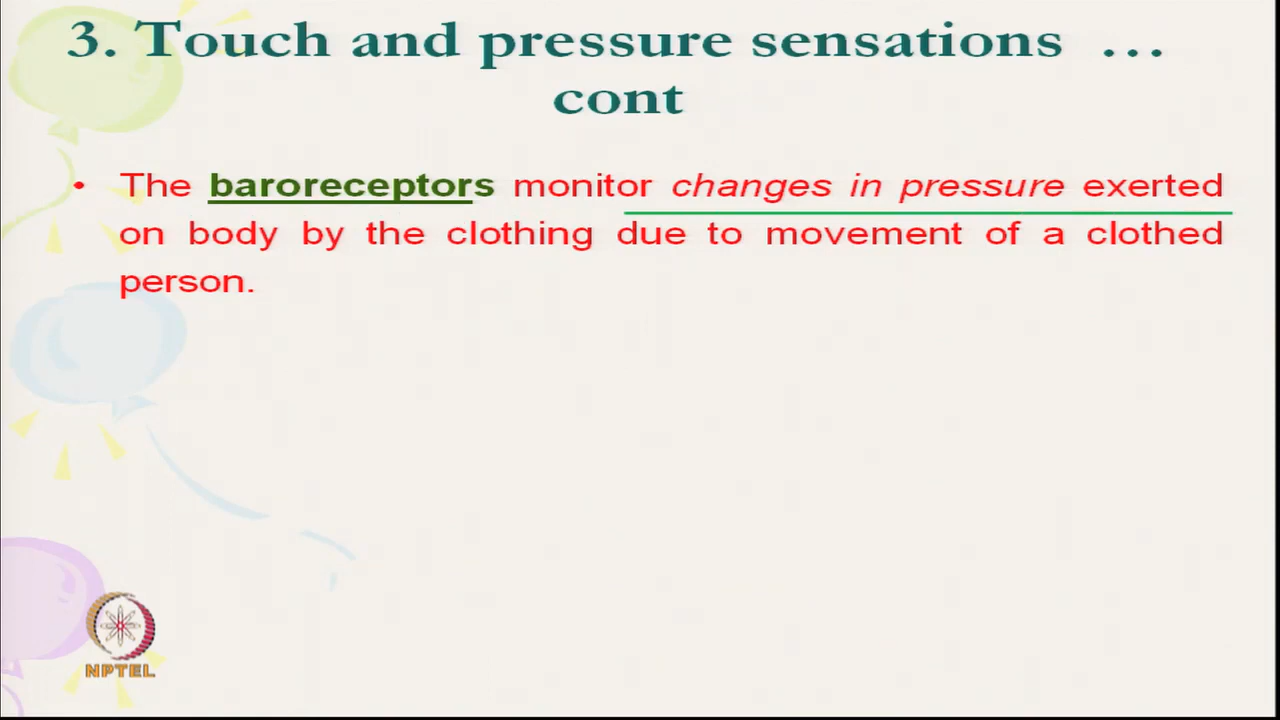 3. Touch and pressure sensations ...
cont
• The baroreceptors monitor changes in pressure exerted
on body by the clothing due to movement of a clothed
person.
NPTEL